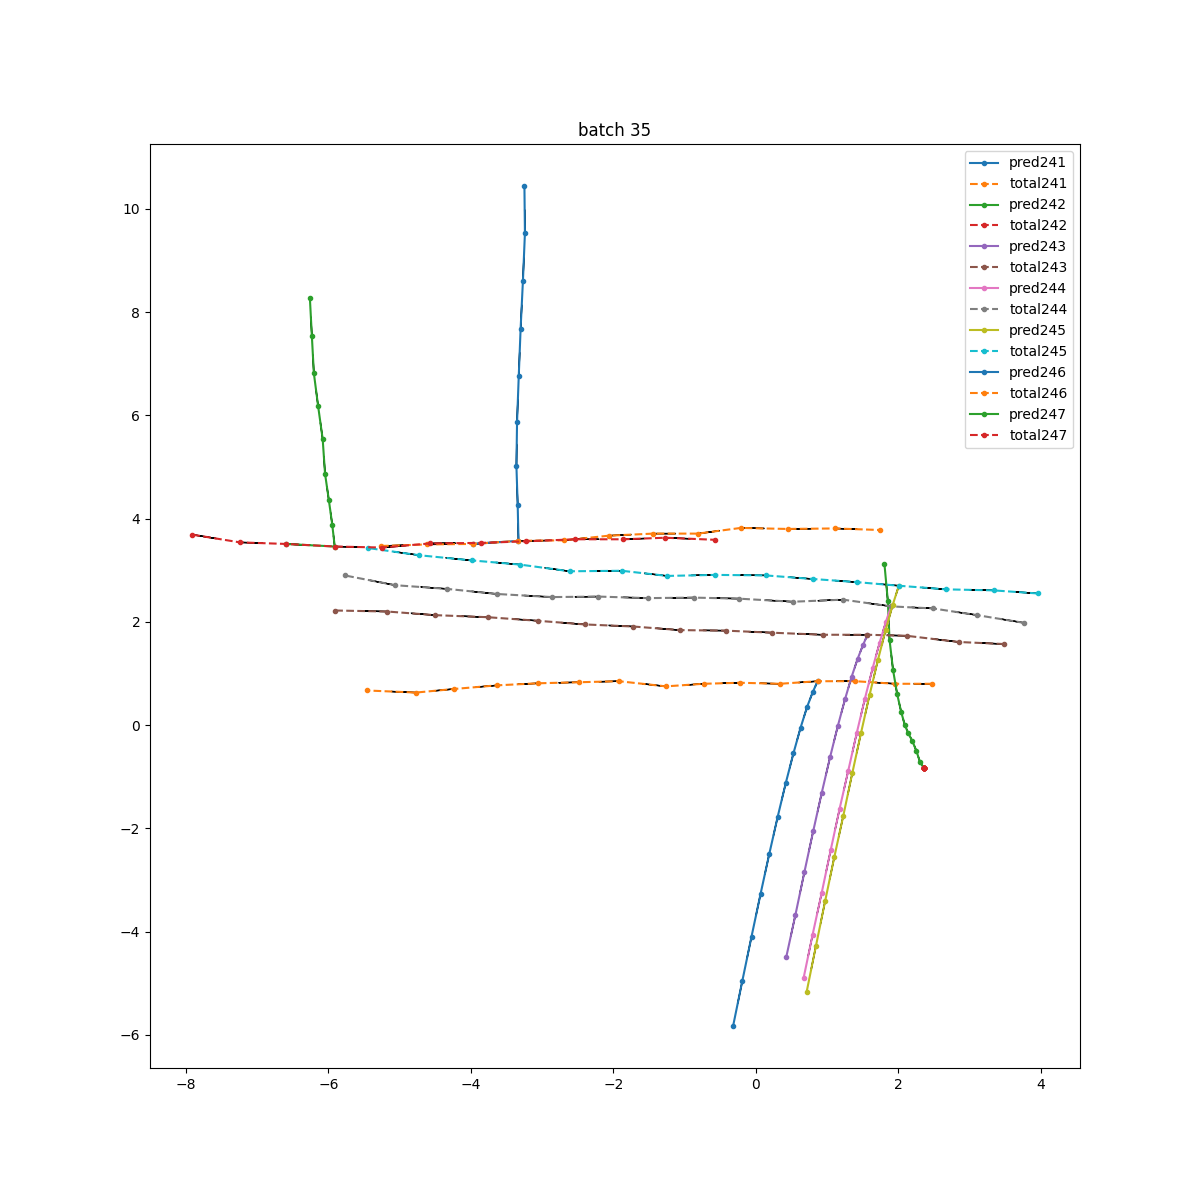 batch 35
pred241
total241
pred242
total242
pred243
total243
pred244
total244
pred245
total245
pred246
total246
pred247
total247
10
8
6
4
2
0
−2
−4
−6
−8 −6 −4 −2 0 2 4